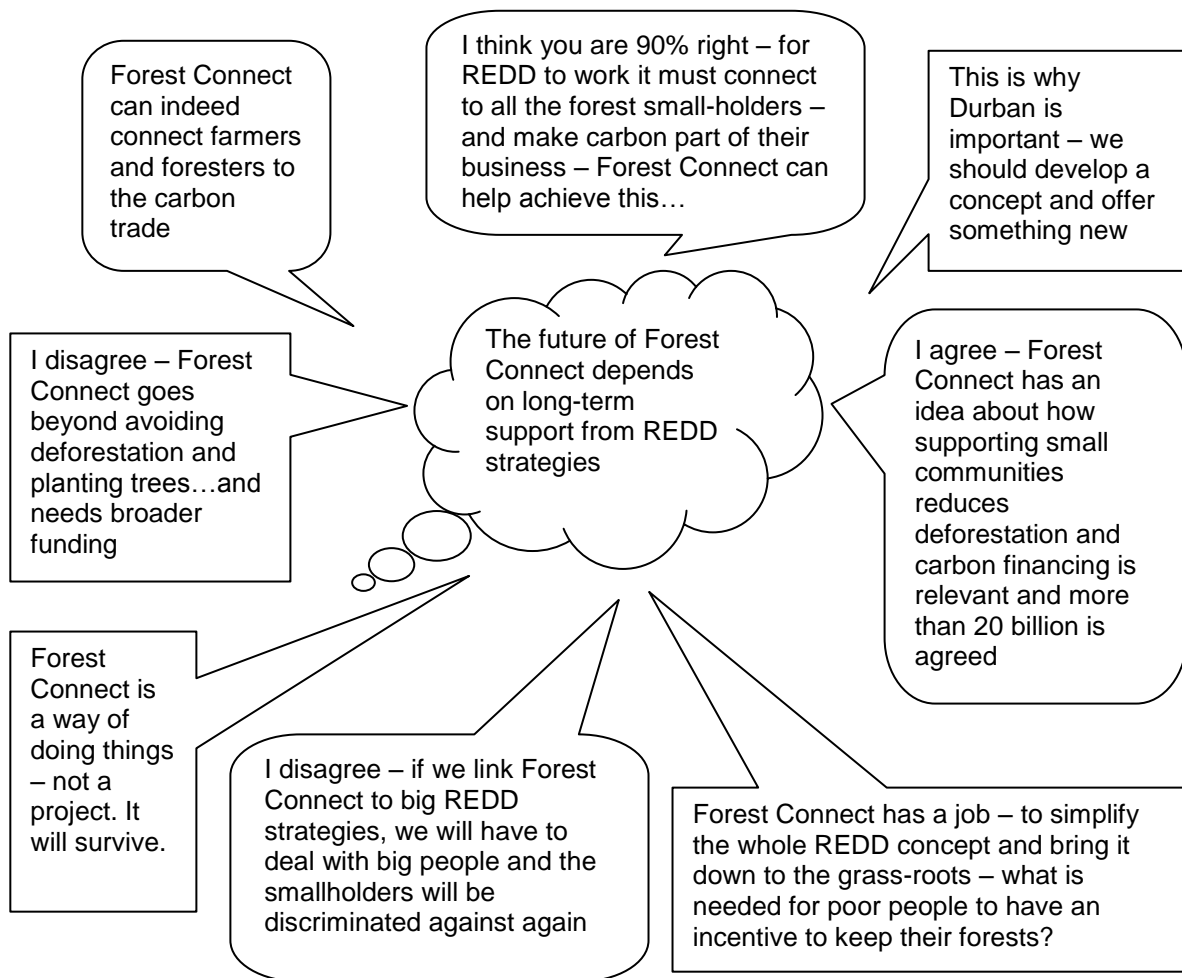 Forest Connect
can indeed
connect farmers
and foresters to
the carbon
trade
I think you are 90% right – for
REDD to work it must connect
to all the forest small-holders –
and make carbon part of their
business – Forest Connect can
help achieve this…
This is why
Durban is
important – we
should develop a
concept and offer
something new
I disagree – Forest
Connect goes
beyond avoiding
deforestation and
planting trees…and
needs broader
funding
The future of Forest
Connect depends
on long-term
support from REDD
strategies
I agree – Forest
Connect has an
idea about how
supporting small
communities
reduces
deforestation and
carbon financing is
relevant and more
than 20 billion is
agreed
Forest
Connect is
a way of
doing things
– not a
project. It
will survive.
I disagree – if we link Forest
Connect to big REDD
strategies, we will have to
deal with big people and the
smallholders will be
discriminated against again
Forest Connect has a job – to simplify
the whole REDD concept and bring it
down to the grass-roots – what is
needed for poor people to have an
incentive to keep their forests?